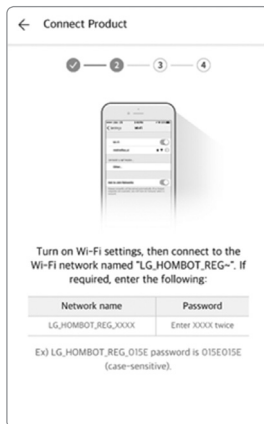 ← Connect Product
2 3 4
Turn on Wi-Fi settings, then connect to the
Wi-Fi network named "LG_HOMBOT_REG~". If
required, enter the following:
Network name Password
LG_HOMBOT_REG_XXXX Enter XXXX twice
Ex) LG_HOMBOT_REG_015E password is 015E015E
(case-sensitive).